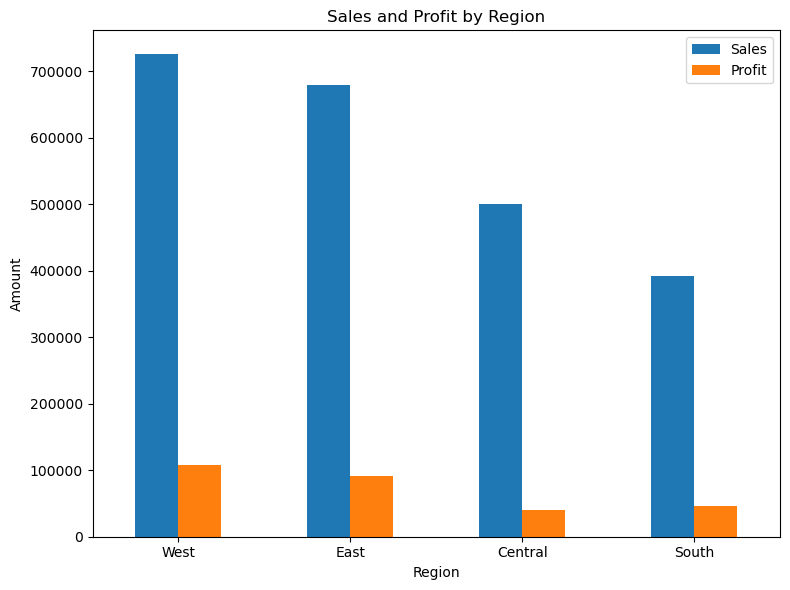 Sales and Profit by Region
Sales
Profit
Amount
700000
600000
500000
400000
300000
200000
100000
0
West East Central South
Region